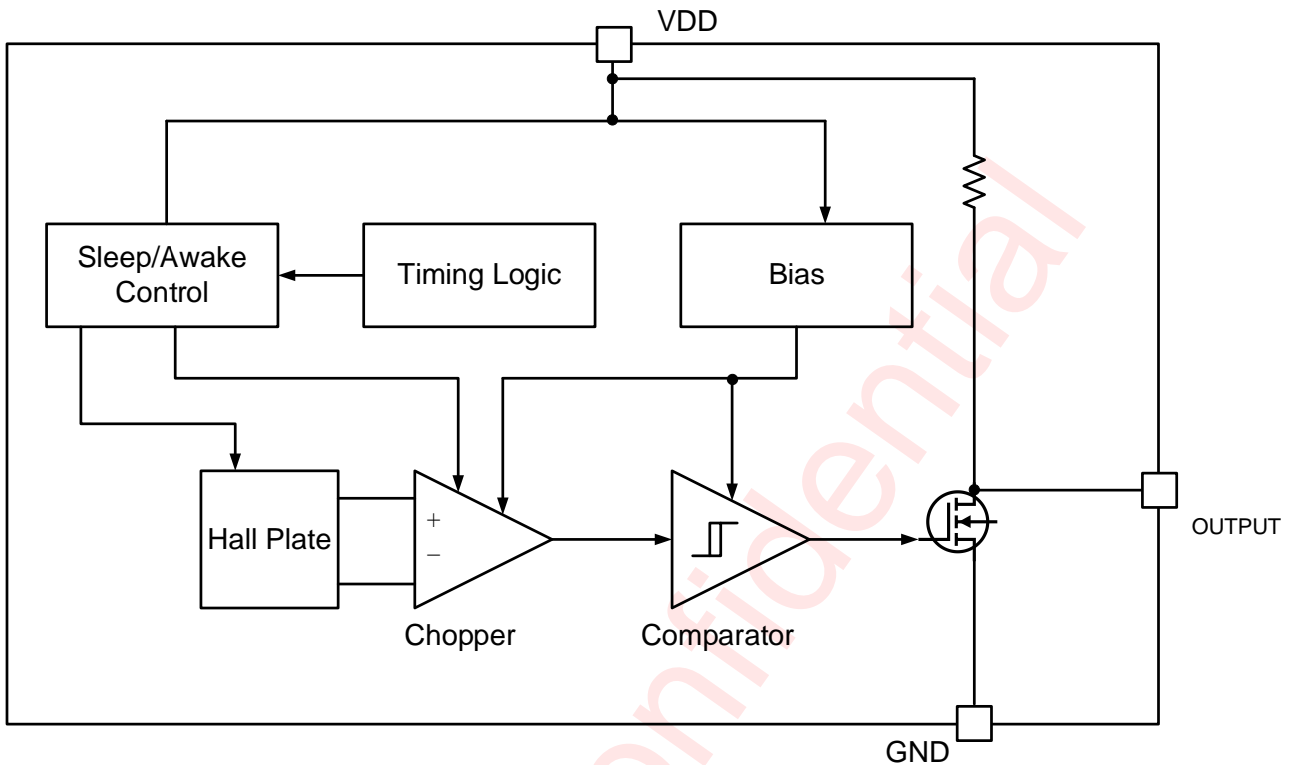 VDD
Sleep/Awake
Control
Timing Logic
Bias
Hall Plate
+
−
Chopper
Comparator
OUTPUT
GND
onfidential